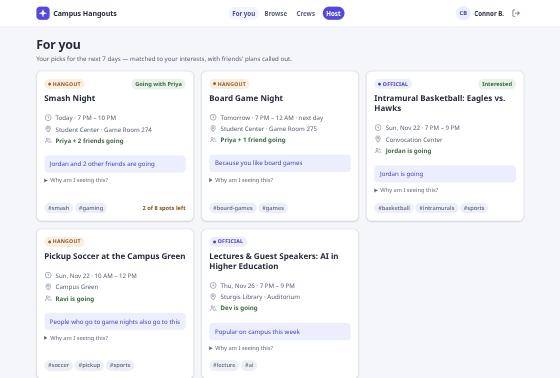 Campus Hangouts
For you
Browse
Crews
Host
CB
Connor B.
For you
Your picks for the next 7 days — matched to your interests, with friends' plans called out.
HANGOUT
Going with Priya
Smash Night
Today · 7 PM – 10 PM
Student Center · Game Room 274
Priya + 2 friends going
Jordan and 2 other friends are going
Why am I seeing this?
#smash
#gaming
2 of 8 spots left
HANGOUT
Board Game Night
Tomorrow · 7 PM – 12 AM · next day
Student Center · Game Room 275
Priya + 1 friend going
Because you like board games
Why am I seeing this?
#board-games
#games
OFFICIAL
Interested
Intramural Basketball: Eagles vs.
Hawks
Sun, Nov 22 · 7 PM – 9 PM
Convocation Center
Jordan is going
Jordan is going
Why am I seeing this?
#basketball
#intramurals
#sports
HANGOUT
Pickup Soccer at the Campus Green
Sun, Nov 22 · 10 AM – 12 PM
Campus Green
Ravi is going
People who go to game nights also go to this
Why am I seeing this?
#soccer
#pickup
#sports
OFFICIAL
Lectures & Guest Speakers: AI in
Higher Education
Thu, Nov 26 · 7 PM – 9 PM
Sturgis Library · Auditorium
Dev is going
Popular on campus this week
Why am I seeing this?
#lecture
#ai